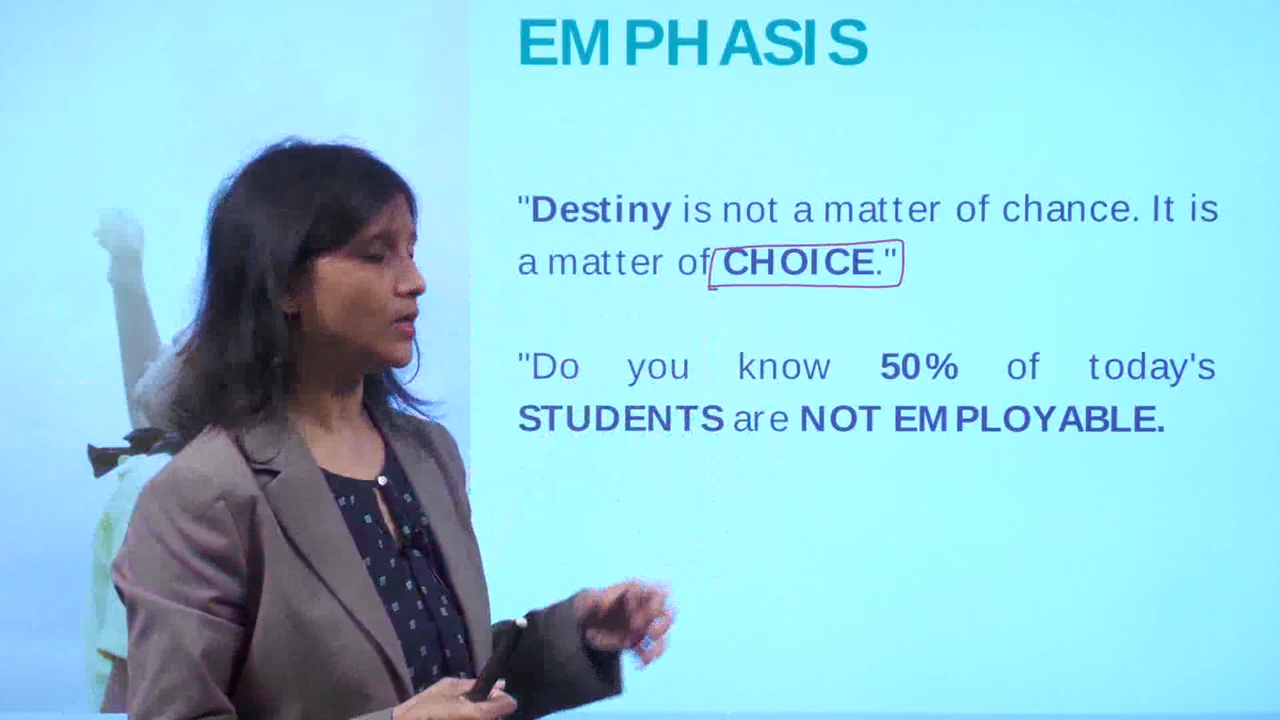 EMPHASIS
"Destiny is not a matter of chance. It is
a matter of CHOICE."
"Do you know 50% of today's
STUDENTS are NOT EMPLOYABLE.